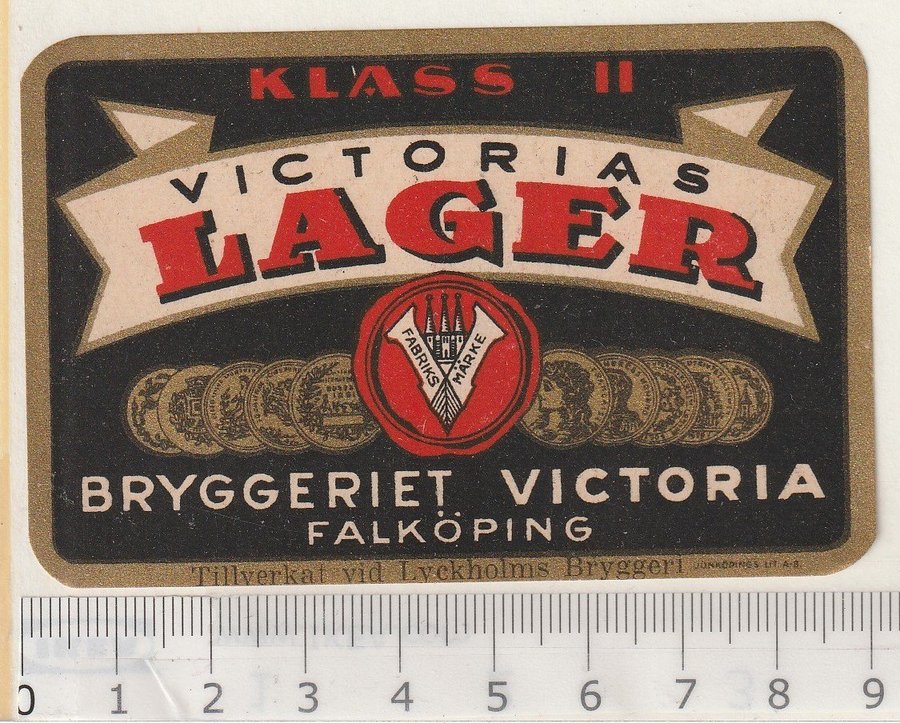 KLASS II
VICTORIAS
LAGER
FABRIKS MÄRKE
BRYGGERIET VICTORIA
FALKÖPING
Tillverkat vid Lyckholms Bryggeri
JÖNKÖPINGS LIT. A-B.
0 1 2 3 4 5 6 7 8 9